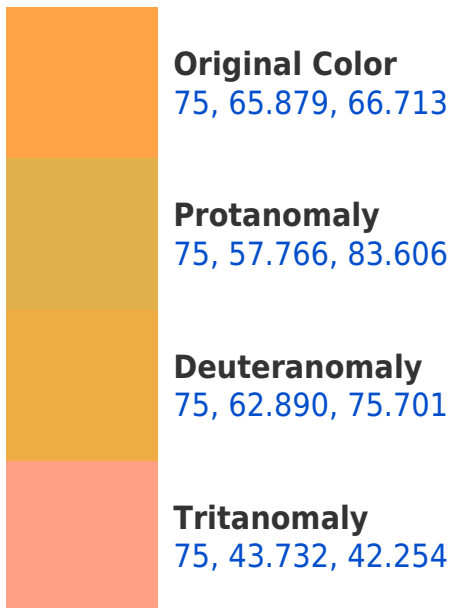 Original Color
75, 65.879, 66.713
Protanomaly
75, 57.766, 83.606
Deuteranomaly
75, 62.890, 75.701
Tritanomaly
75, 43.732, 42.254